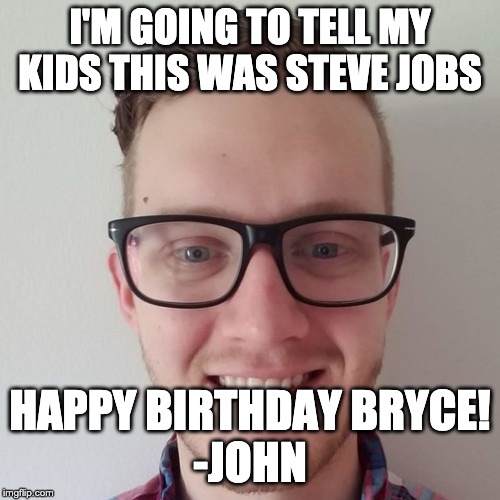 I'M GOING TO TELL MY
KIDS THIS WAS STEVE JOBS
HAPPY BIRTHDAY BRYCE!
-JOHN
imgflip.com